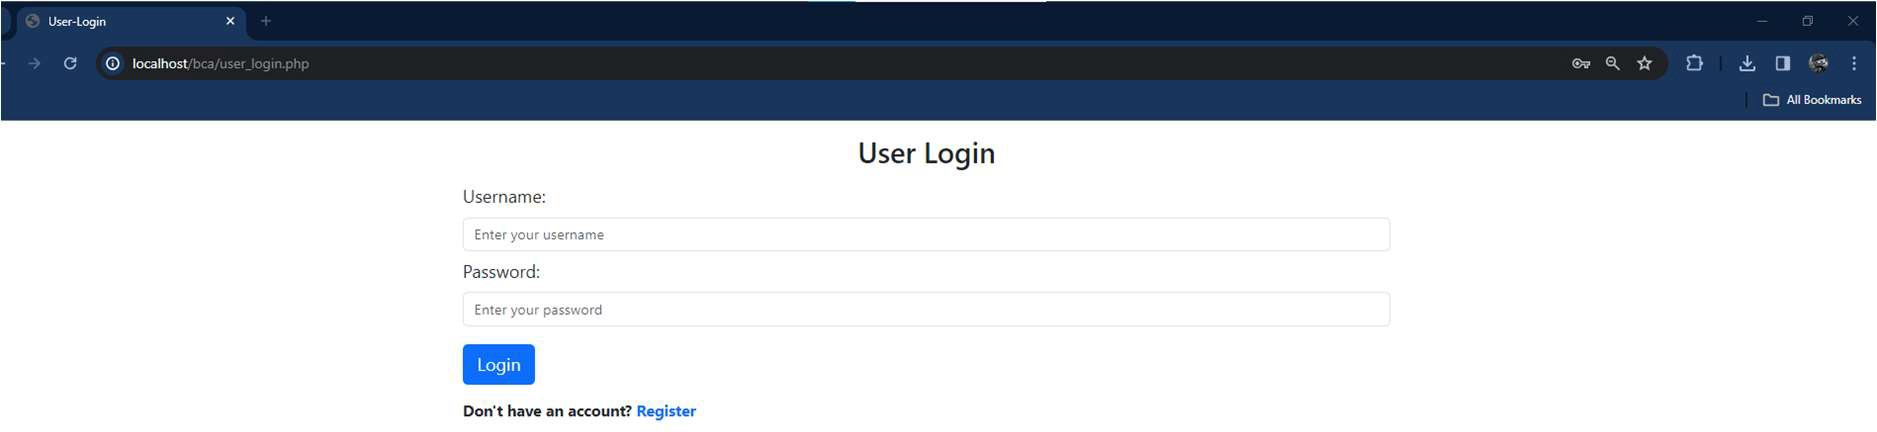 User-Login
localhost/bca/user_login.php
All Bookmarks
User Login
Username:
Enter your username
Password:
Enter your password
Login
Don't have an account? Register